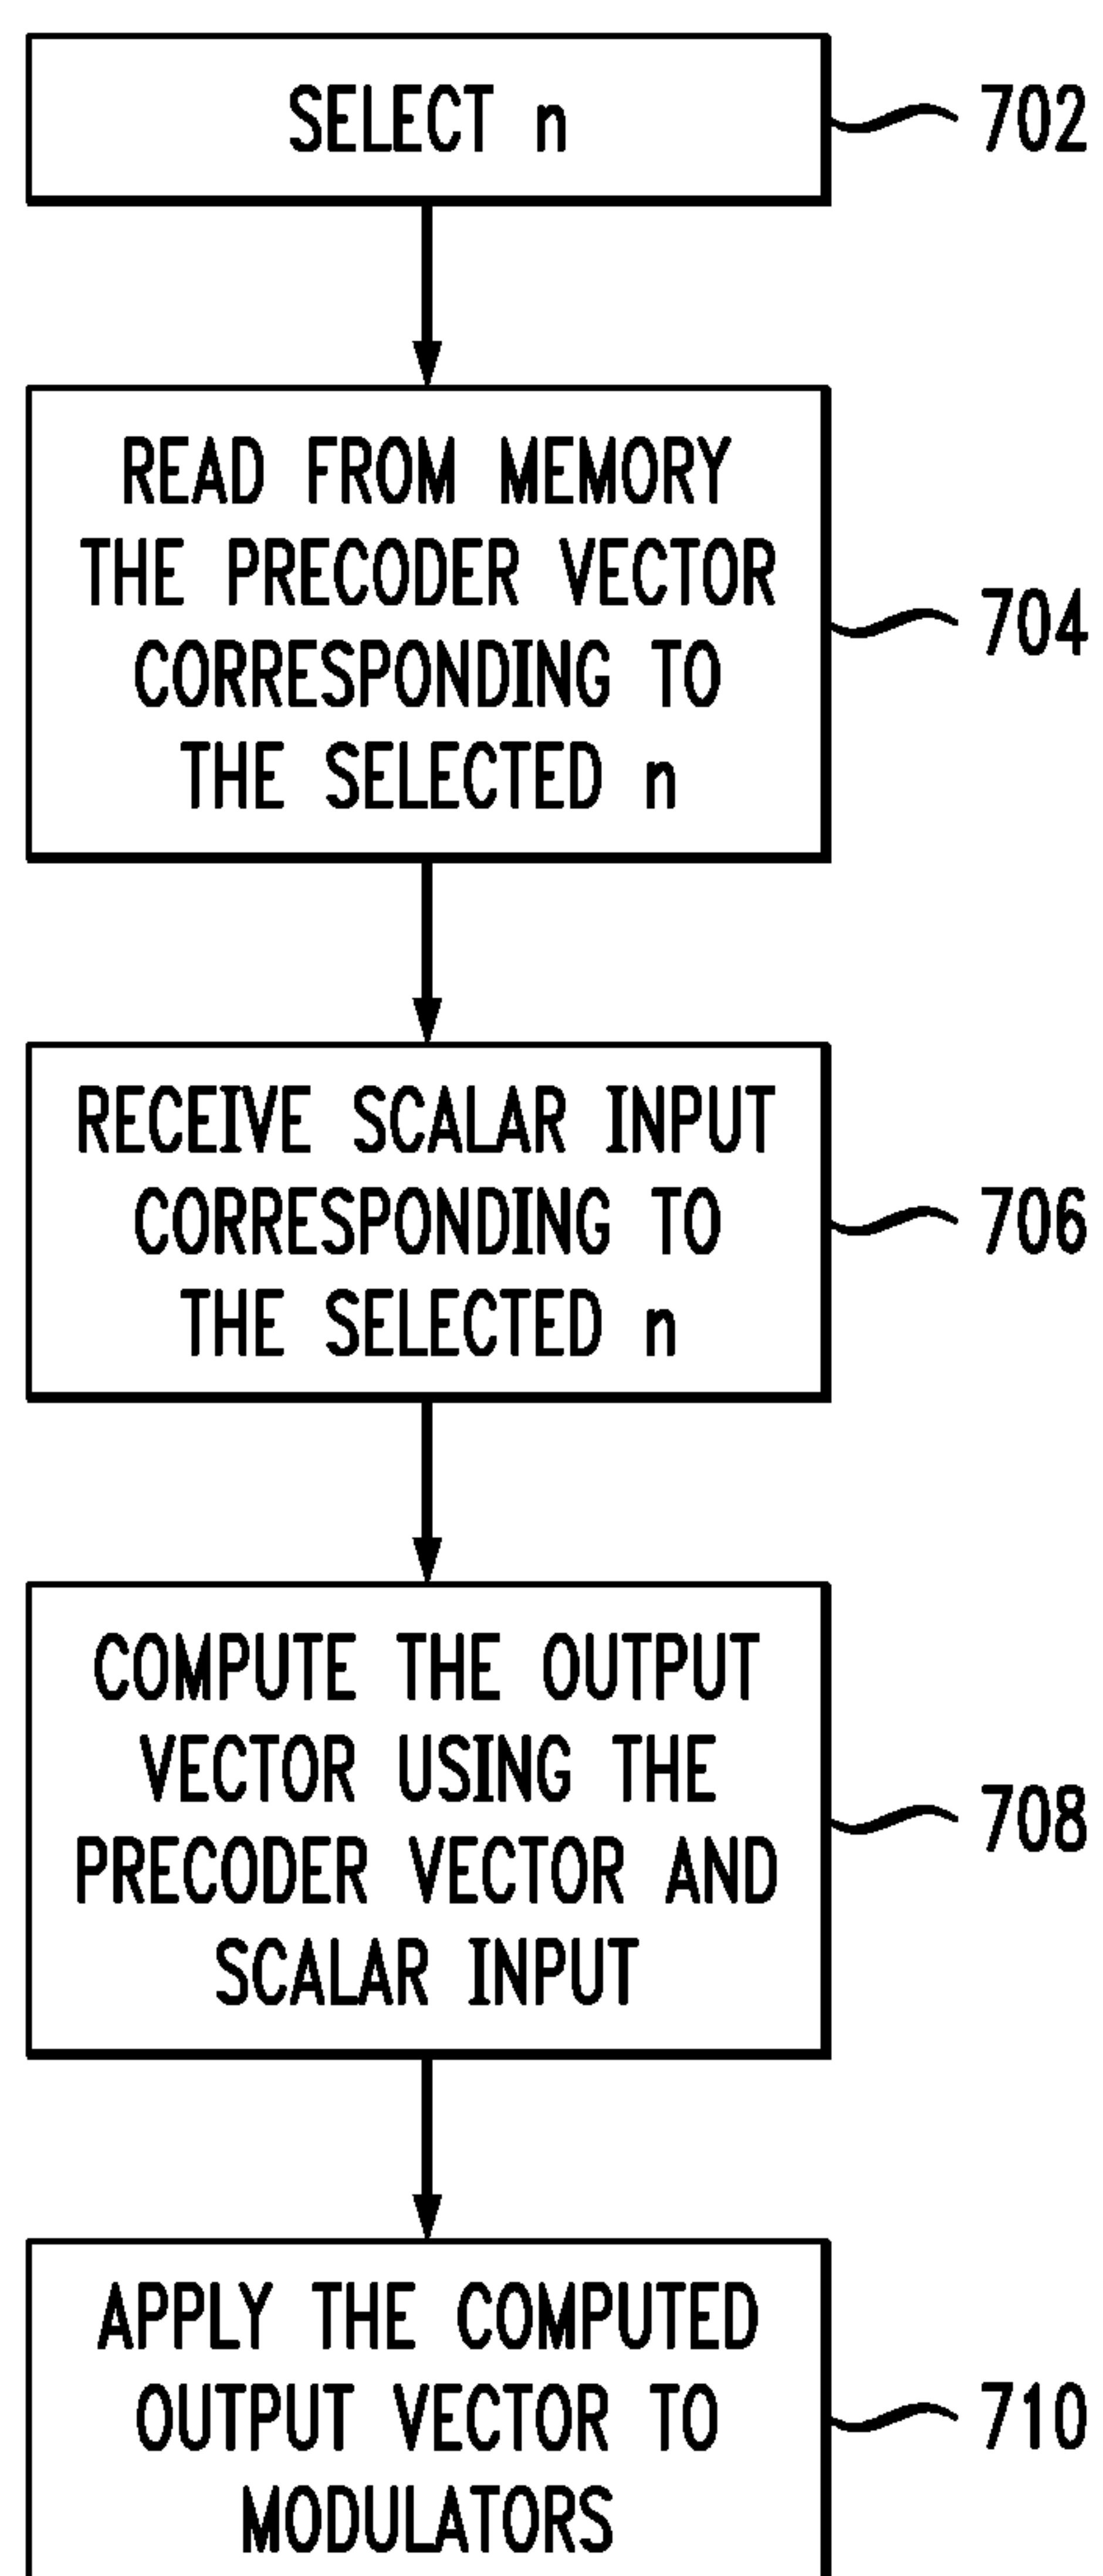 SELECT n
702
READ FROM MEMORY
THE PRECODER VECTOR
CORRESPONDING TO
THE SELECTED n
704
RECEIVE SCALAR INPUT
CORRESPONDING TO
THE SELECTED n
706
COMPUTE THE OUTPUT
VECTOR USING THE
PRECODER VECTOR AND
SCALAR INPUT
708
APPLY THE COMPUTED
OUTPUT VECTOR TO
MODULATORS
710